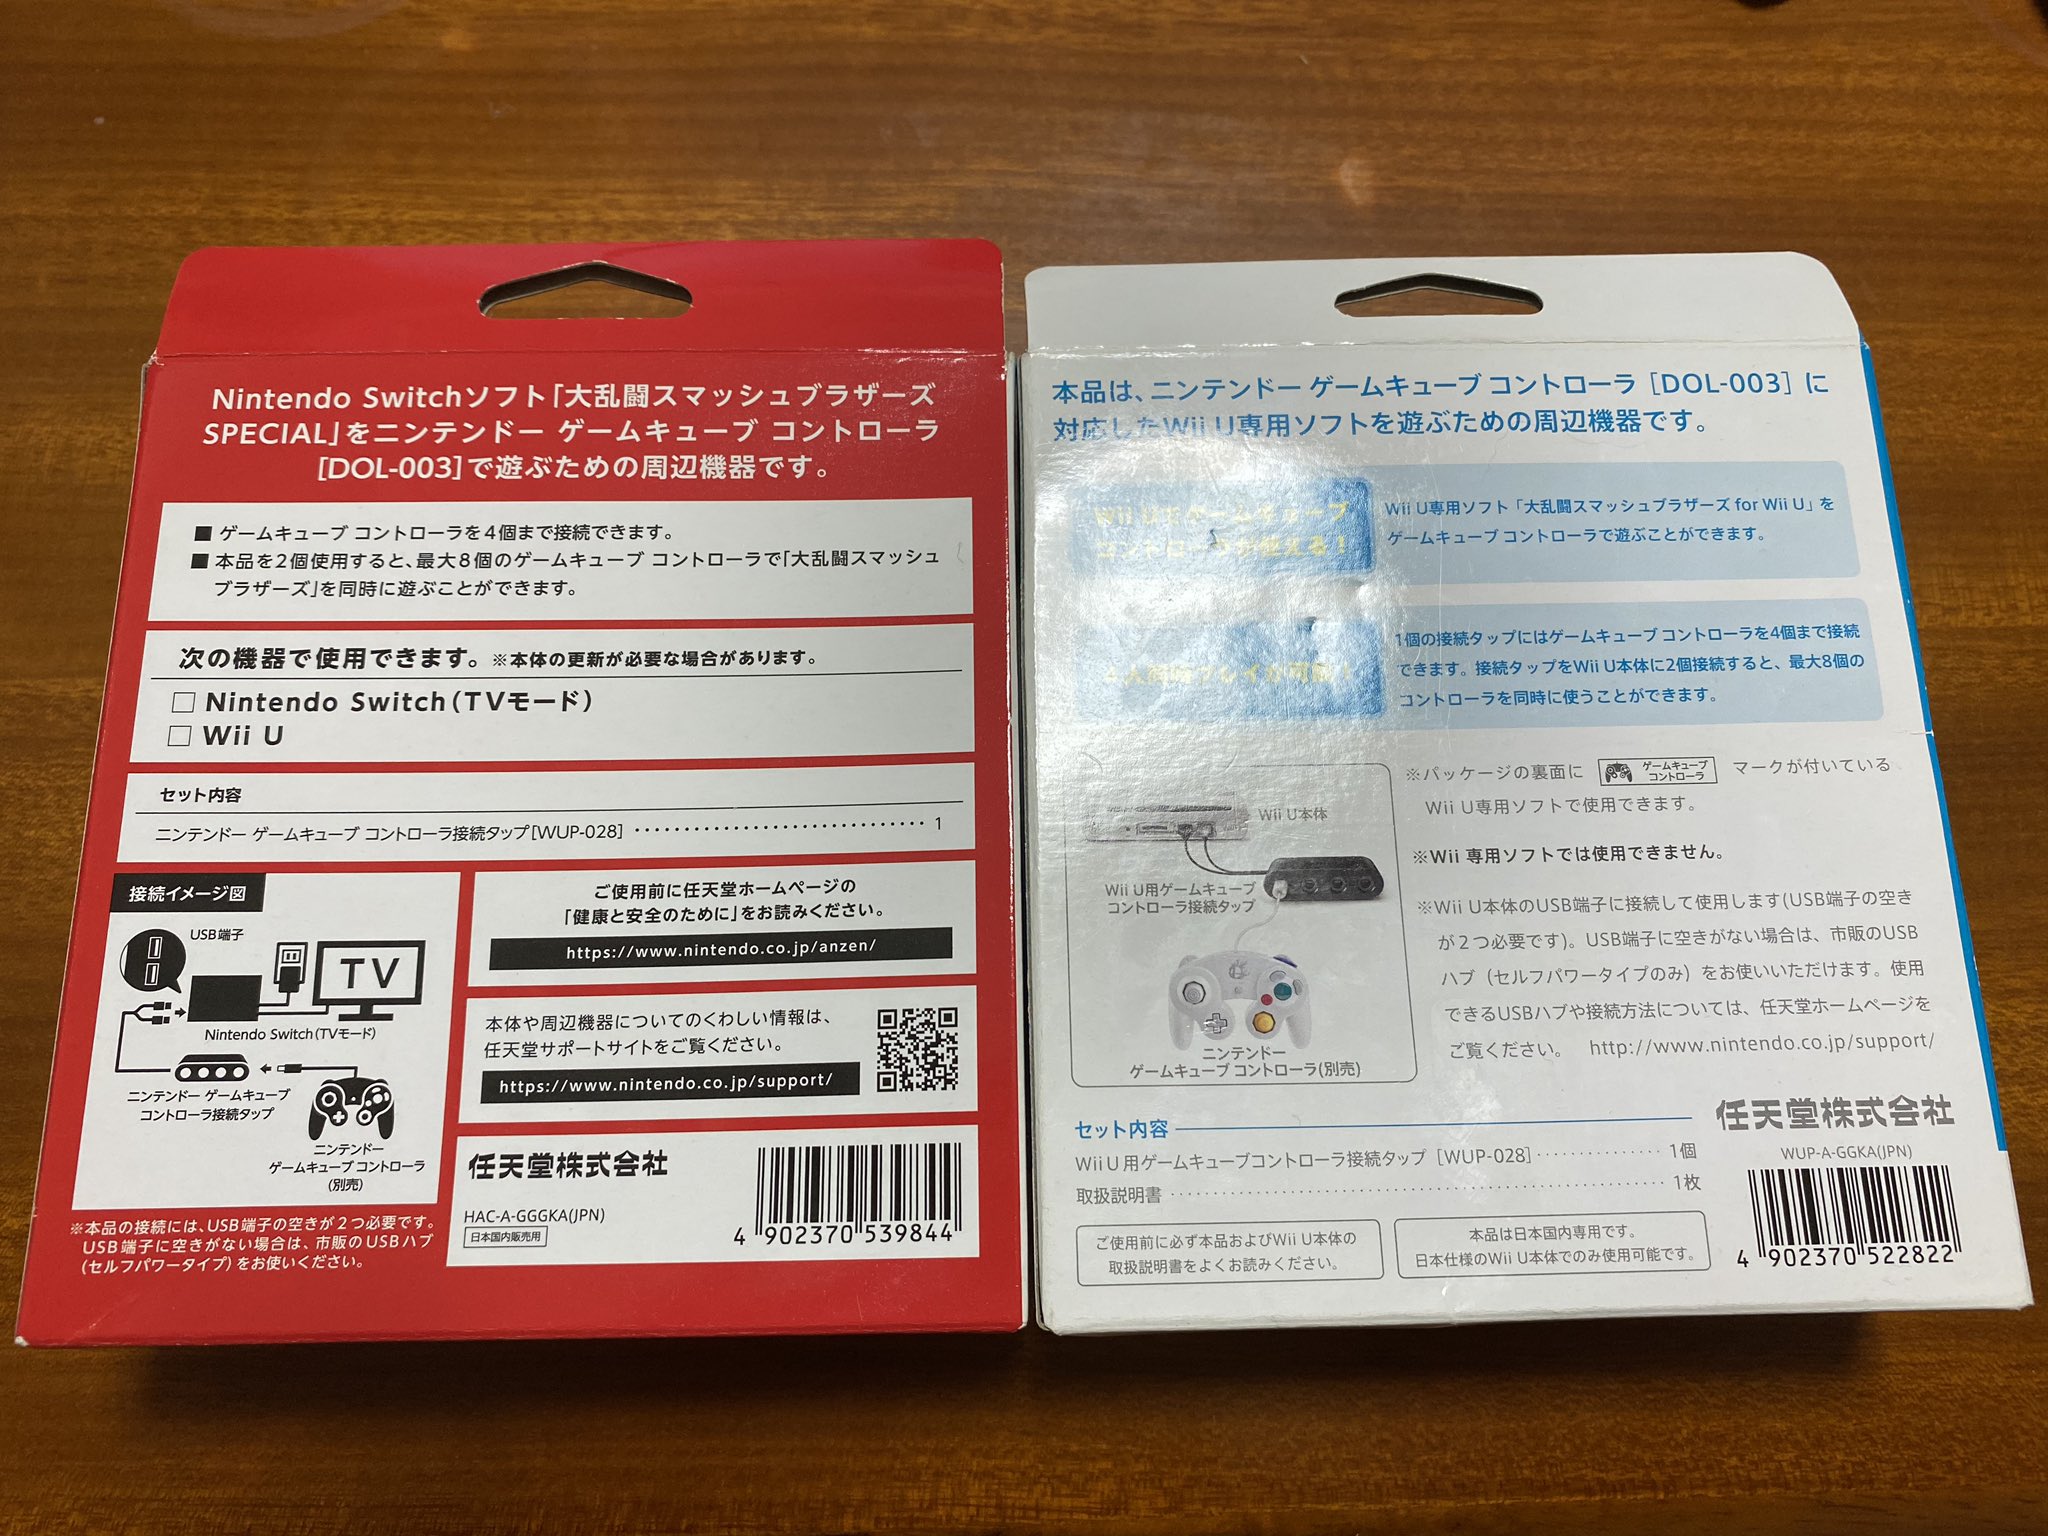 Nintendo Switchソフト「大乱闘スマッシュブラザーズ
SPECIAL」をニンテンドー ゲームキューブ コントローラ
[DOL-003]で遊ぶための周辺機器です。
■ ゲームキューブ コントローラを4個まで接続できます。
■ 本品を2個使用すると、最大8個のゲームキューブ コントローラで「大乱闘スマッシュ
ブラザーズ」を同時に遊ぶことができます。
次の機器で使用できます。※本体の更新が必要な場合があります。
□ Nintendo Switch(TVモード)
□ Wii U
セット内容
ニンテンドー ゲームキューブ コントローラ接続タップ[WUP-028] ・・・・・・・・・・・・・・・・・・・・・・・・・・・・・ 1
接続イメージ図
USB端子
TV
Nintendo Switch(TVモード)
ニンテンドー ゲームキューブ
コントローラ接続タップ
ニンテンドー
ゲームキューブ コントローラ
(別売)
※本品の接続には、USB端子の空きが2つ必要です。
USB端子に空きがない場合は、市販のUSBハブ
(セルフパワータイプ)をお使いください。
ご使用前に任天堂ホームページの
「健康と安全のために」をお読みください。
https://www.nintendo.co.jp/anzen/
本体や周辺機器についてのくわしい情報は、
任天堂サポートサイトをご覧ください。
https://www.nintendo.co.jp/support/
任天堂株式会社
HAC-A-GGGKA(JPN)
日本国内販売用
4 902370 539844
本品は、ニンテンドー ゲームキューブ コントローラ [DOL-003] に
対応したWii U専用ソフトを遊ぶための周辺機器です。
Wii Uでゲームキューブ
コントローラが使える!
Wii U専用ソフト「大乱闘スマッシュブラザーズ for Wii U」を
ゲームキューブ コントローラで遊ぶことができます。
人同時プレイが可能!
1個の接続タップにはゲームキューブ コントローラを4個まで接続
できます。接続タップをWii U本体に2個接続すると、最大8個の
コントローラを同時に使うことができます。
Wii U本体
Wii U用ゲームキューブ
コントローラ接続タップ
ニンテンドー
ゲームキューブ コントローラ(別売)
※パッケージの裏面に ゲームキューブ コントローラ マークが付いている
Wii U専用ソフトで使用できます。
※Wii 専用ソフトでは使用できません。
※Wii U本体のUSB端子に接続して使用します(USB端子の空き
が2つ必要です)。USB端子に空きがない場合は、市販のUSB
ハブ(セルフパワータイプのみ)をお使いいただけます。使用
できるUSBハブや接続方法については、任天堂ホームページを
ご覧ください。 http://www.nintendo.co.jp/support/
セット内容
Wii U用ゲームキューブコントローラ接続タップ [WUP-028] ・・・・・・・・・・・・・・ 1個
取扱説明書 ・・・・・・・・・・・・・・・・・・・・・・・・・・・・・・・・・・・・・・・・・・・・・・・・・・・・・・・ 1枚
ご使用前に必ず本品およびWii U本体の
取扱説明書をよくお読みください。
本品は日本国内専用です。
日本仕様のWii U本体でのみ使用可能です。
任天堂株式会社
WUP-A-GGKA(JPN)
4 902370 522822